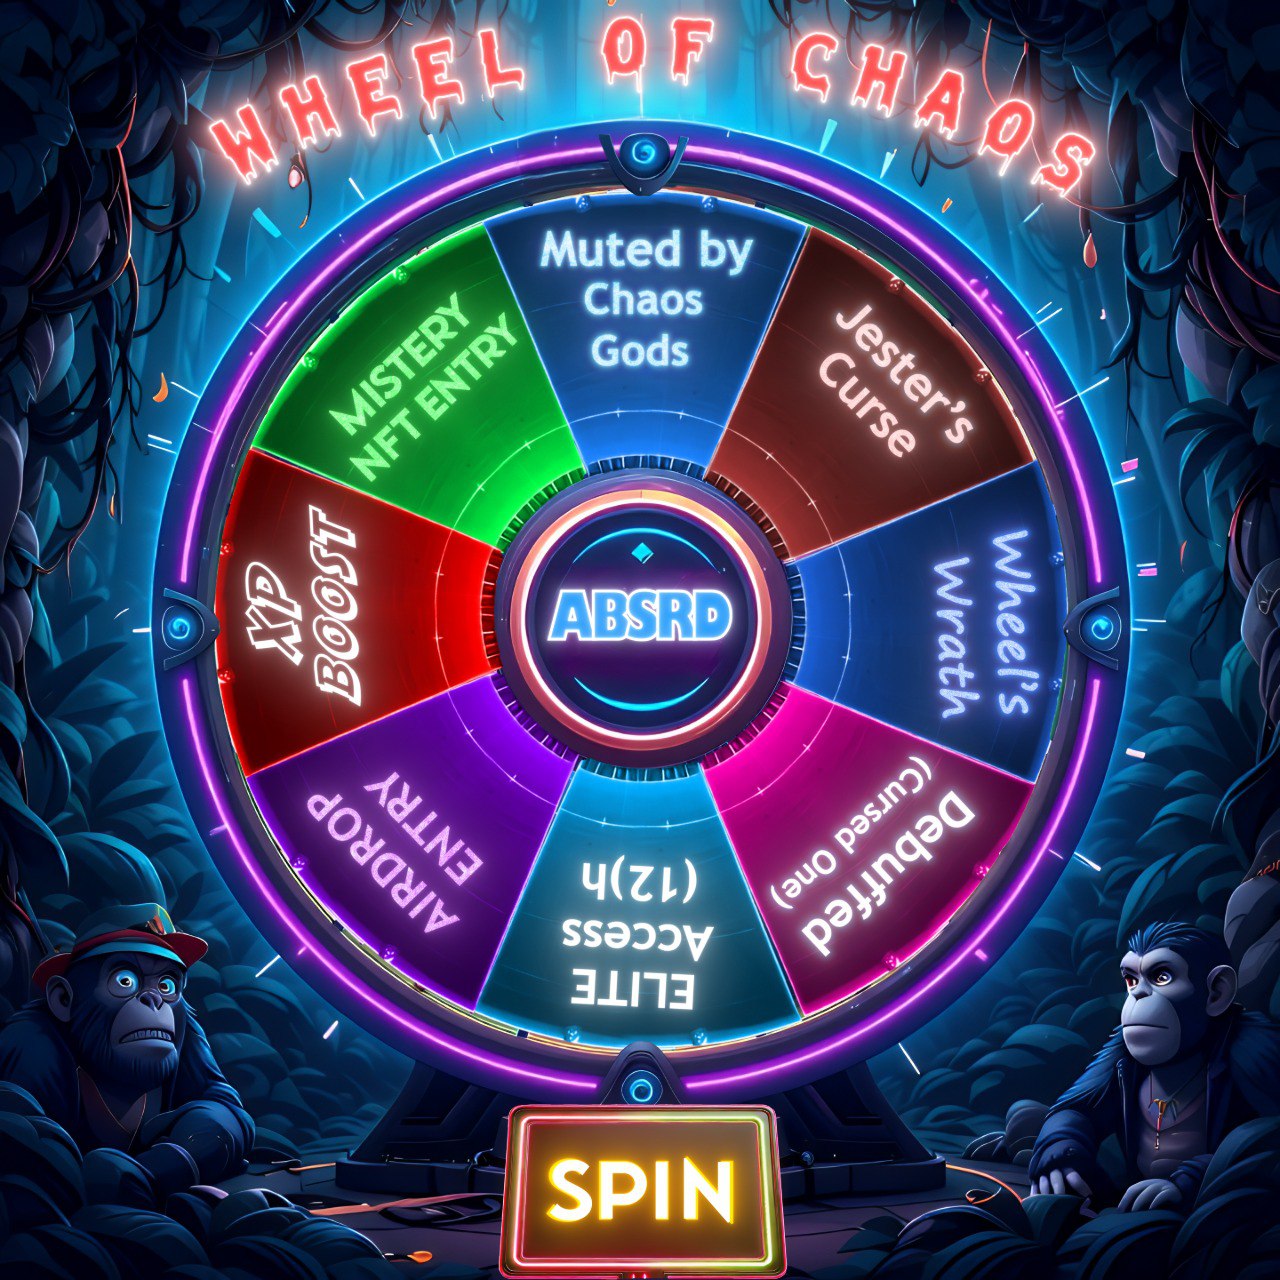 WHEEL OF CHAOS
Muted by
Chaos
Gods
Jester's
Curse
Wheel's
Wrath
Debuffed
(Cursed One)
ELITE
Access
(12)h
AIRDROP
ENTRY
XP
BOOST
MISTERY
NFT ENTRY
ABSRD
SPIN